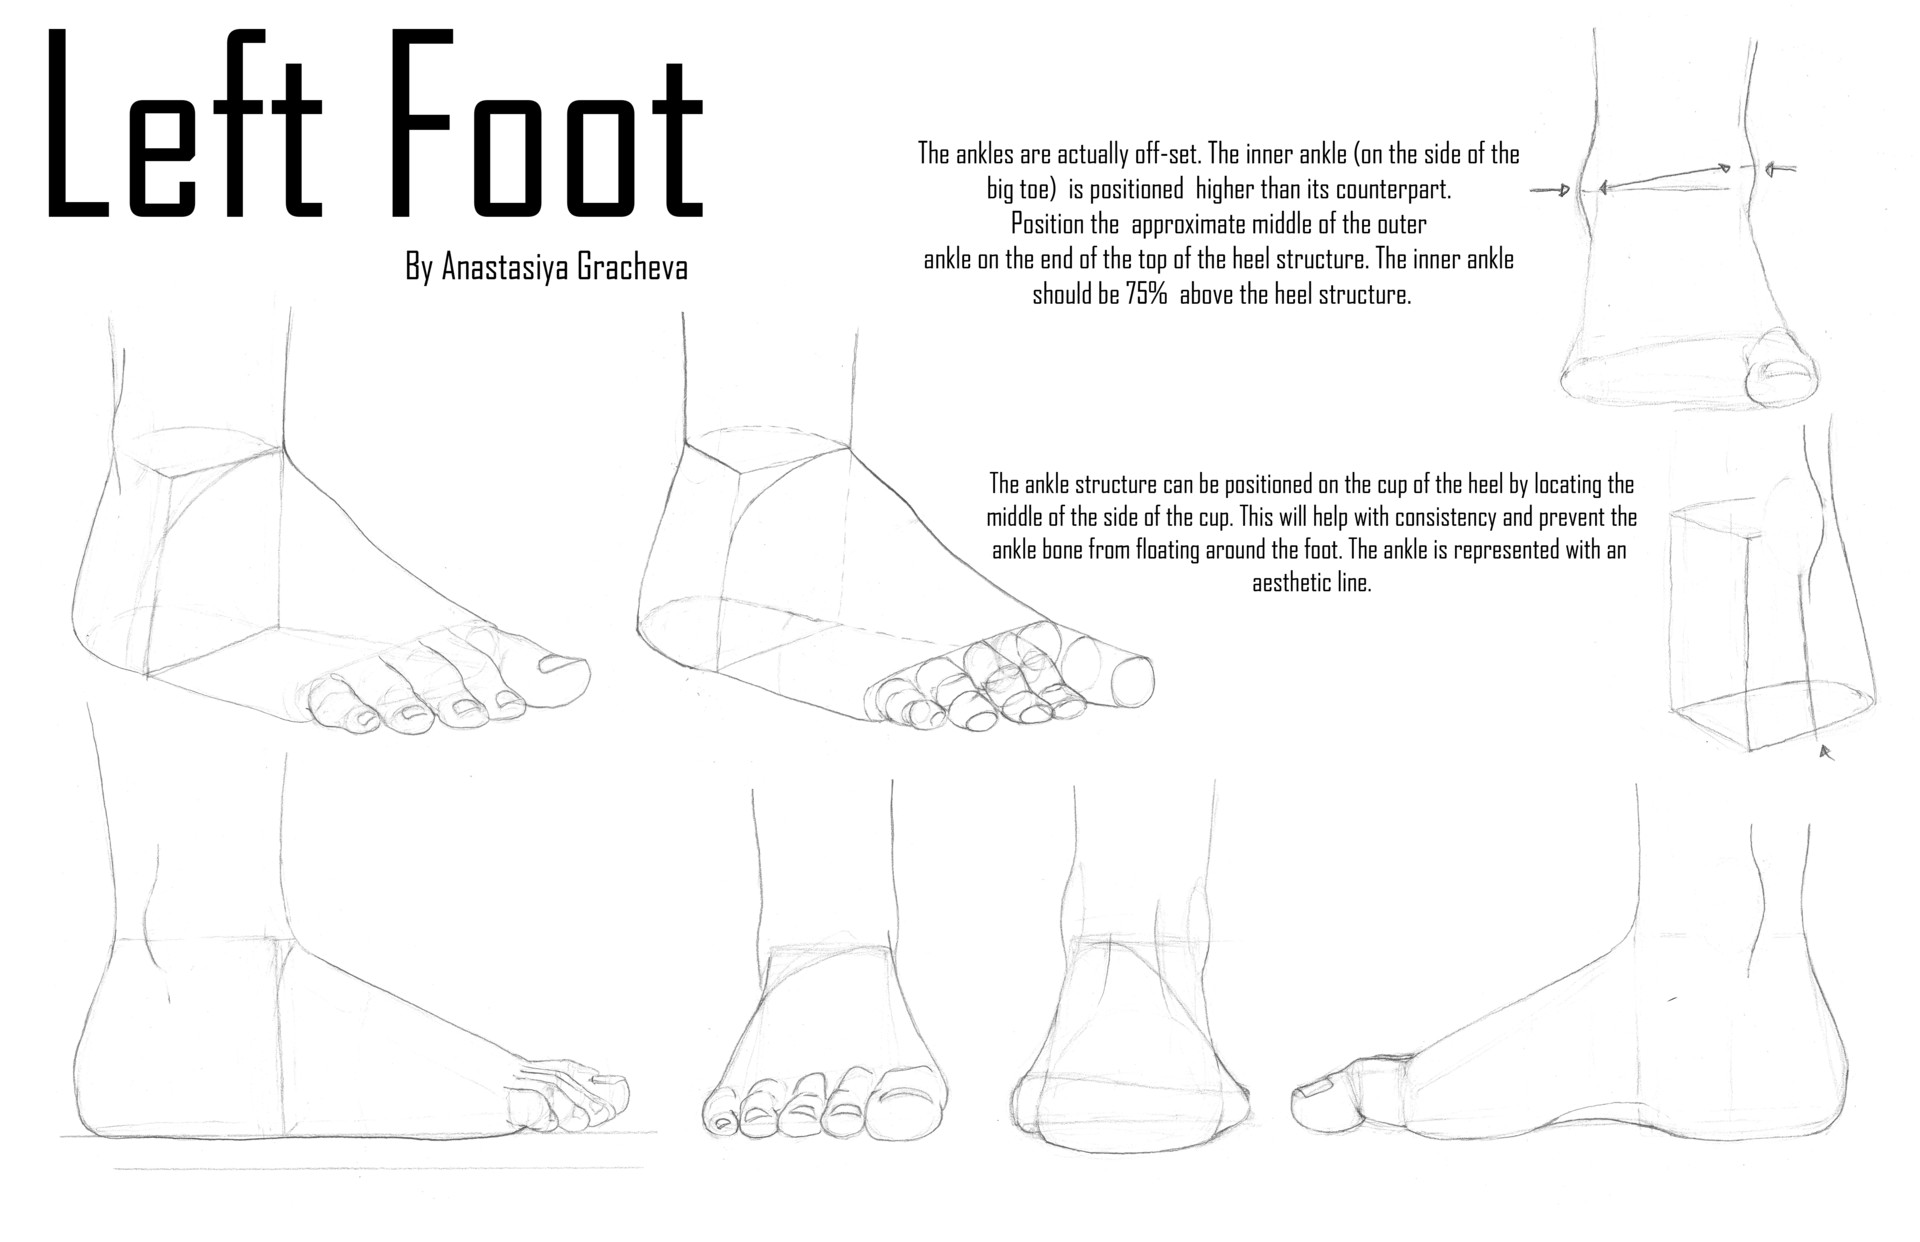 Left Foot
By Anastasiya Gracheva
The ankles are actually off-set. The inner ankle (on the side of the
big toe) is positioned higher than its counterpart.
Position the approximate middle of the outer
ankle on the end of the top of the heel structure. The inner ankle
should be 75% above the heel structure.
The ankle structure can be positioned on the cup of the heel by locating the
middle of the side of the cup. This will help with consistency and prevent the
ankle bone from floating around the foot. The ankle is represented with an
aesthetic line.